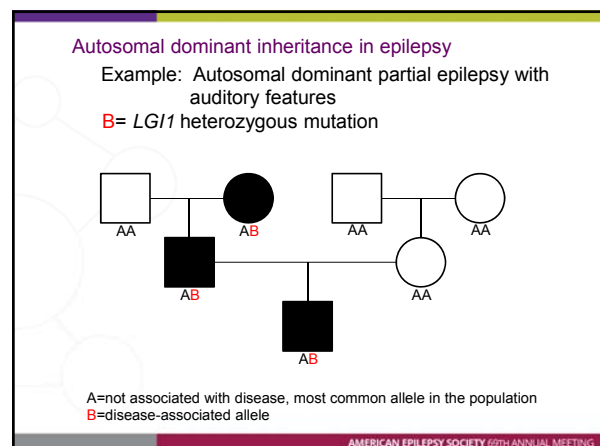 Autosomal dominant inheritance in epilepsy
Example: Autosomal dominant partial epilepsy with
auditory features
B= LGI1 heterozygous mutation
AA AB AA AA
AB AA
AB
A=not associated with disease, most common allele in the population
B=disease-associated allele
AMERICAN EPILEPSY SOCIETY 69TH ANNUAL MEETING